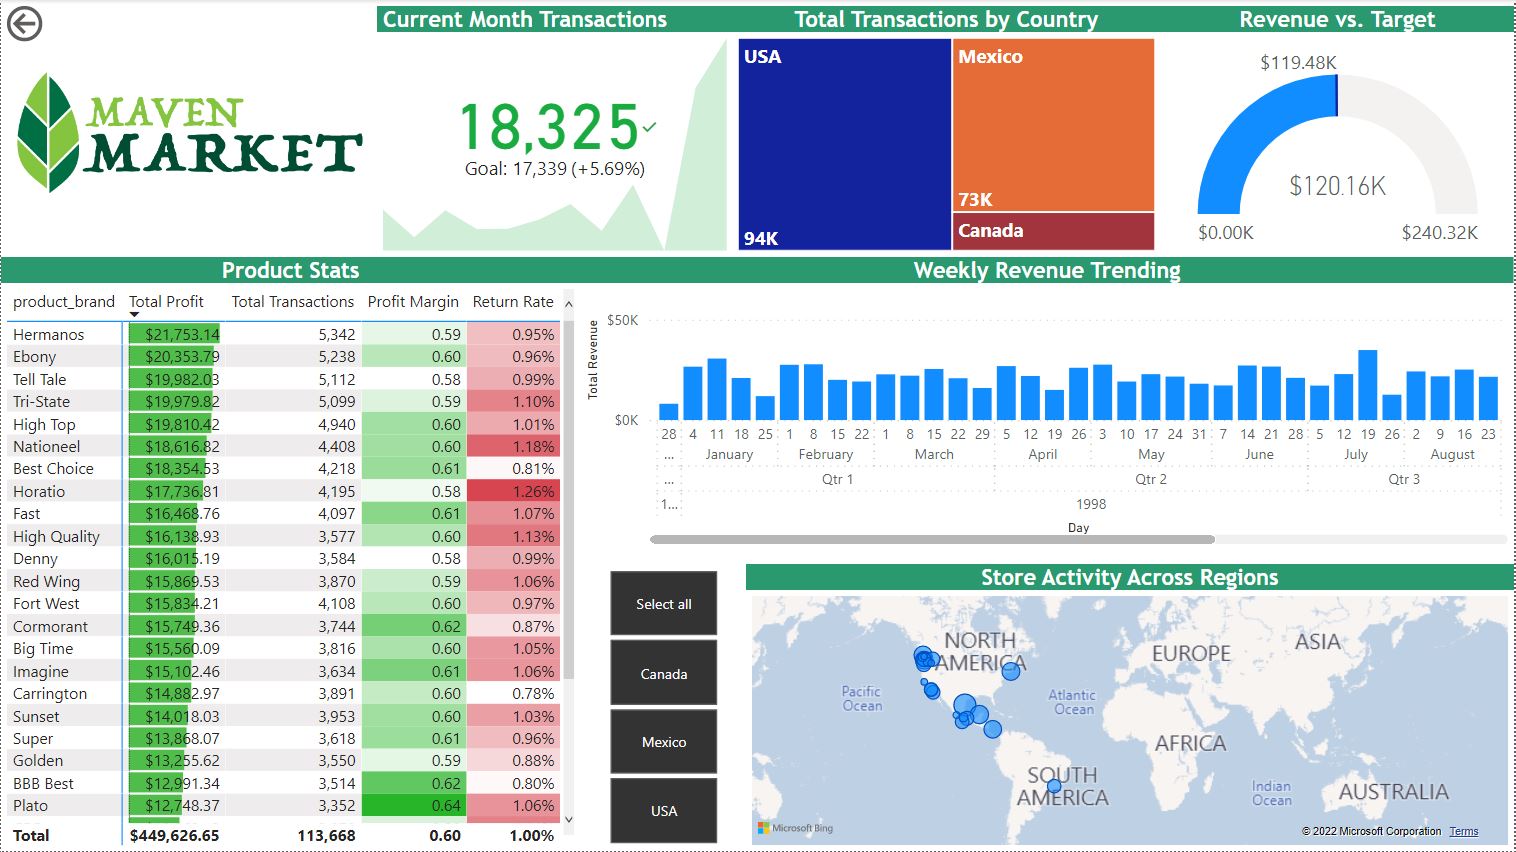 Current Month Transactions
Total Transactions by Country
Revenue vs. Target
MAVEN
MARKET
18,325
Goal: 17,339 (+5.69%)
USA
94K
Mexico
73K
Canada
$119.48K
$120.16K
$0.00K
$240.32K
Product Stats
product_brand Total Profit Total Transactions Profit Margin Return Rate
Hermanos $21,753.14 5,342 0.59 0.95%
Ebony $20,353.79 5,238 0.60 0.96%
Tell Tale $19,982.03 5,112 0.58 0.99%
Tri-State $19,979.82 5,099 0.59 1.10%
High Top $19,810.42 4,940 0.60 1.01%
Nationeel $18,616.82 4,408 0.60 1.18%
Best Choice $18,354.53 4,218 0.61 0.81%
Horatio $17,736.81 4,195 0.58 1.26%
Fast $16,468.76 4,097 0.61 1.07%
High Quality $16,138.93 3,577 0.60 1.13%
Denny $16,015.19 3,584 0.58 0.99%
Red Wing $15,869.53 3,870 0.59 1.06%
Fort West $15,834.21 4,108 0.60 0.97%
Cormorant $15,749.36 3,744 0.62 0.87%
Big Time $15,560.09 3,816 0.60 1.05%
Imagine $15,102.46 3,634 0.61 1.06%
Carrington $14,882.97 3,891 0.60 0.78%
Sunset $14,018.03 3,953 0.60 1.03%
Super $13,868.07 3,618 0.61 0.96%
Golden $13,255.62 3,550 0.59 0.88%
BBB Best $12,991.34 3,514 0.62 0.80%
Plato $12,748.37 3,352 0.64 1.06%
Total $449,626.65 113,668 0.60 1.00%
Weekly Revenue Trending
Total Revenue
$50K
$0K
28 4 11 18 25 1 8 15 22 1 8 15 22 29 5 12 19 26 3 10 17 24 31 7 14 21 28 5 12 19 26 2 9 16 23
... January February March April May June July August
... Qtr 1 Qtr 2 Qtr 3
1... 1998
Day
Select all
Canada
Mexico
USA
Store Activity Across Regions
NORTH
AMERICA
EUROPE
ASIA
Pacific
Ocean
Atlantic
Ocean
AFRICA
SOUTH
AMERICA
Indian
Ocean
AUSTRALIA
Microsoft Bing
© 2022 Microsoft Corporation Terms